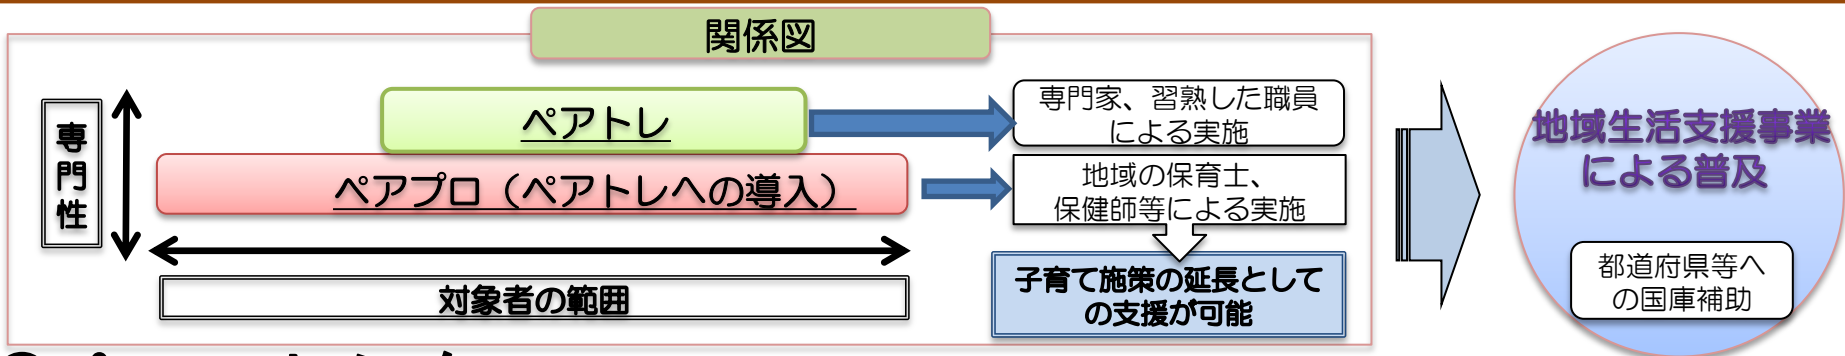 関係図
専門性
ペアトレ
専門家、習熟した職員
による実施
ペアプロ（ペアトレへの導入）
地域の保育士、
保健師等による実施
対象者の範囲
子育て施策の延長として
の支援が可能
地域生活支援事業
による普及
都道府県等へ
の国庫補助